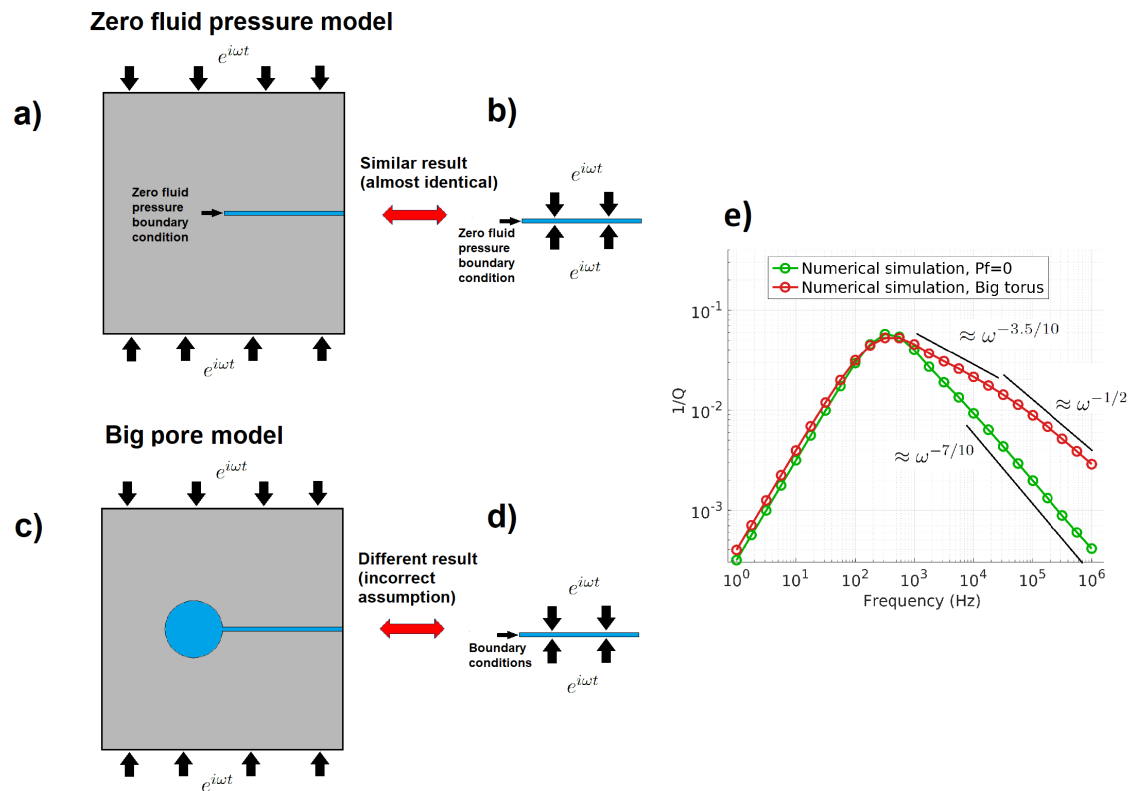 Zero fluid pressure model
a)
e^{iωt}
Zero fluid
pressure
boundary
condition
e^{iωt}
Similar result
(almost identical)
b)
e^{iωt}
Zero fluid
pressure
boundary
condition
e^{iωt}
Big pore model
c)
e^{iωt}
e^{iωt}
Different result
(incorrect
assumption)
d)
e^{iωt}
Boundary
conditions
e^{iωt}
e)
Numerical simulation, Pf=0
Numerical simulation, Big torus
≈ ω^{-3.5/10}
≈ ω^{-1/2}
≈ ω^{-7/10}
1/Q
10^{-1}
10^{-2}
10^{-3}
10^0 10^1 10^2 10^3 10^4 10^5 10^6
Frequency (Hz)